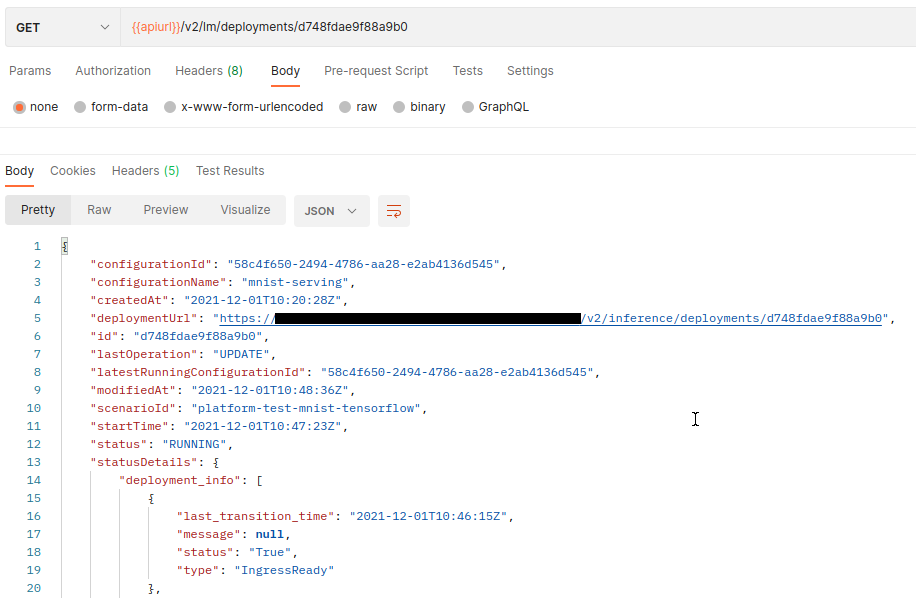 GET {{apiurl}}/v2/lm/deployments/d748fdae9f88a9b0
Params Authorization Headers (8) Body Pre-request Script Tests Settings
none form-data x-www-form-urlencoded raw binary GraphQL
Body Cookies Headers (5) Test Results
Pretty Raw Preview Visualize JSON
1 {
2 "configurationId": "58c4f650-2494-4786-aa28-e2ab4136d545",
3 "configurationName": "mnist-serving",
4 "createdAt": "2021-12-01T10:20:28Z",
5 "deploymentUrl": "https:///v2/inference/deployments/d748fdae9f88a9b0",
6 "id": "d748fdae9f88a9b0",
7 "lastOperation": "UPDATE",
8 "latestRunningConfigurationId": "58c4f650-2494-4786-aa28-e2ab4136d545",
9 "modifiedAt": "2021-12-01T10:48:36Z",
10 "scenarioId": "platform-test-mnist-tensorflow",
11 "startTime": "2021-12-01T10:47:23Z",
12 "status": "RUNNING",
13 "statusDetails": {
14 "deployment_info": [
15 {
16 "last_transition_time": "2021-12-01T10:46:15Z",
17 "message": null,
18 "status": "True",
19 "type": "IngressReady"
20 },